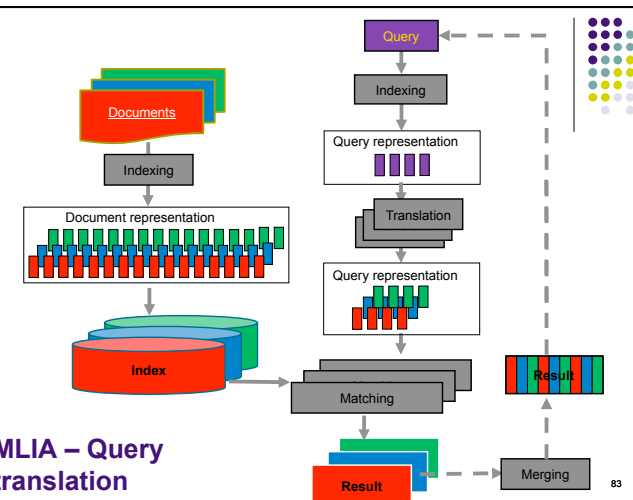 Query
Documents
Indexing
Query representation
Indexing
Translation
Document representation
Query representation
Index
Result
Matching
MLIA – Query
translation
Result
Merging
83